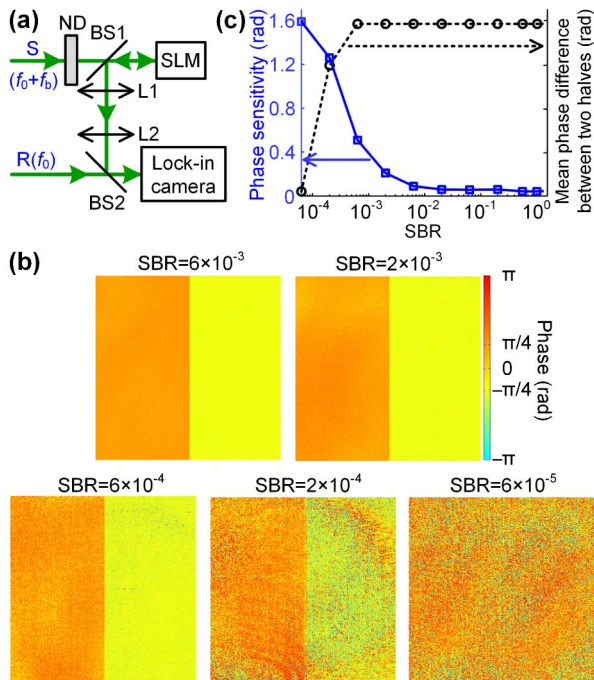 (a)
ND
BS1
S
(f₀+f_b)
SLM
L1
L2
R(f₀)
Lock-in
camera
BS2
(c)
Phase sensitivity (rad)
1.6
1.2
0.8
0.4
0
10⁻⁴ 10⁻³ 10⁻² 10⁻¹ 10⁰
SBR
Mean phase difference
between two halves (rad)
(b)
SBR=6×10⁻³
SBR=2×10⁻³
π
π/4
0
−π/4
−π
Phase (rad)
SBR=6×10⁻⁴
SBR=2×10⁻⁴
SBR=6×10⁻⁵